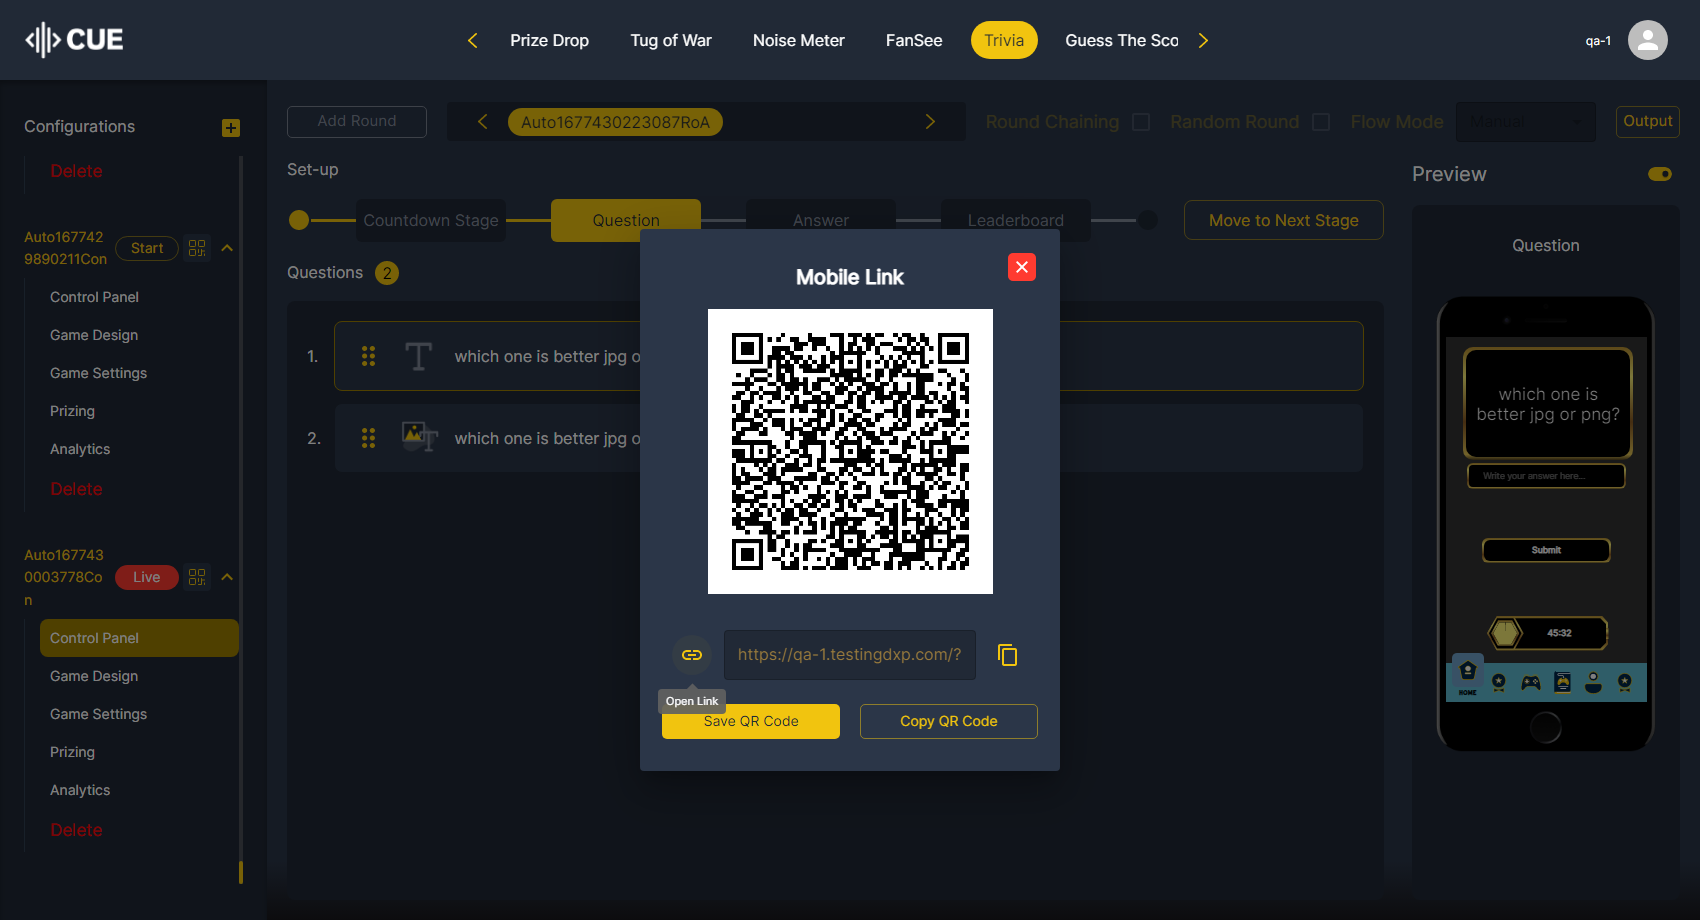 CUE
Prize Drop
Tug of War
Noise Meter
FanSee
Trivia
Guess The Sco
qa-1
Configurations
Delete
Auto167742
9890211Con
Start
Control Panel
Game Design
Game Settings
Prizing
Analytics
Delete
Auto167743
0003778Co
n
Live
Control Panel
Game Design
Game Settings
Prizing
Analytics
Delete
Add Round
Auto1677430223087RoA
Round Chaining
Random Round
Flow Mode
Manual
Output
Set-up
Countdown Stage
Question
Answer
Leaderboard
Move to Next Stage
Questions 2
1. which one is better jpg o
2. which one is better jpg o
Mobile Link
https://qa-1.testingdxp.com/?
Open Link
Save QR Code
Copy QR Code
Preview
Question
which one is
better jpg or png?
Write your answer here...
Submit
45:32
HOME